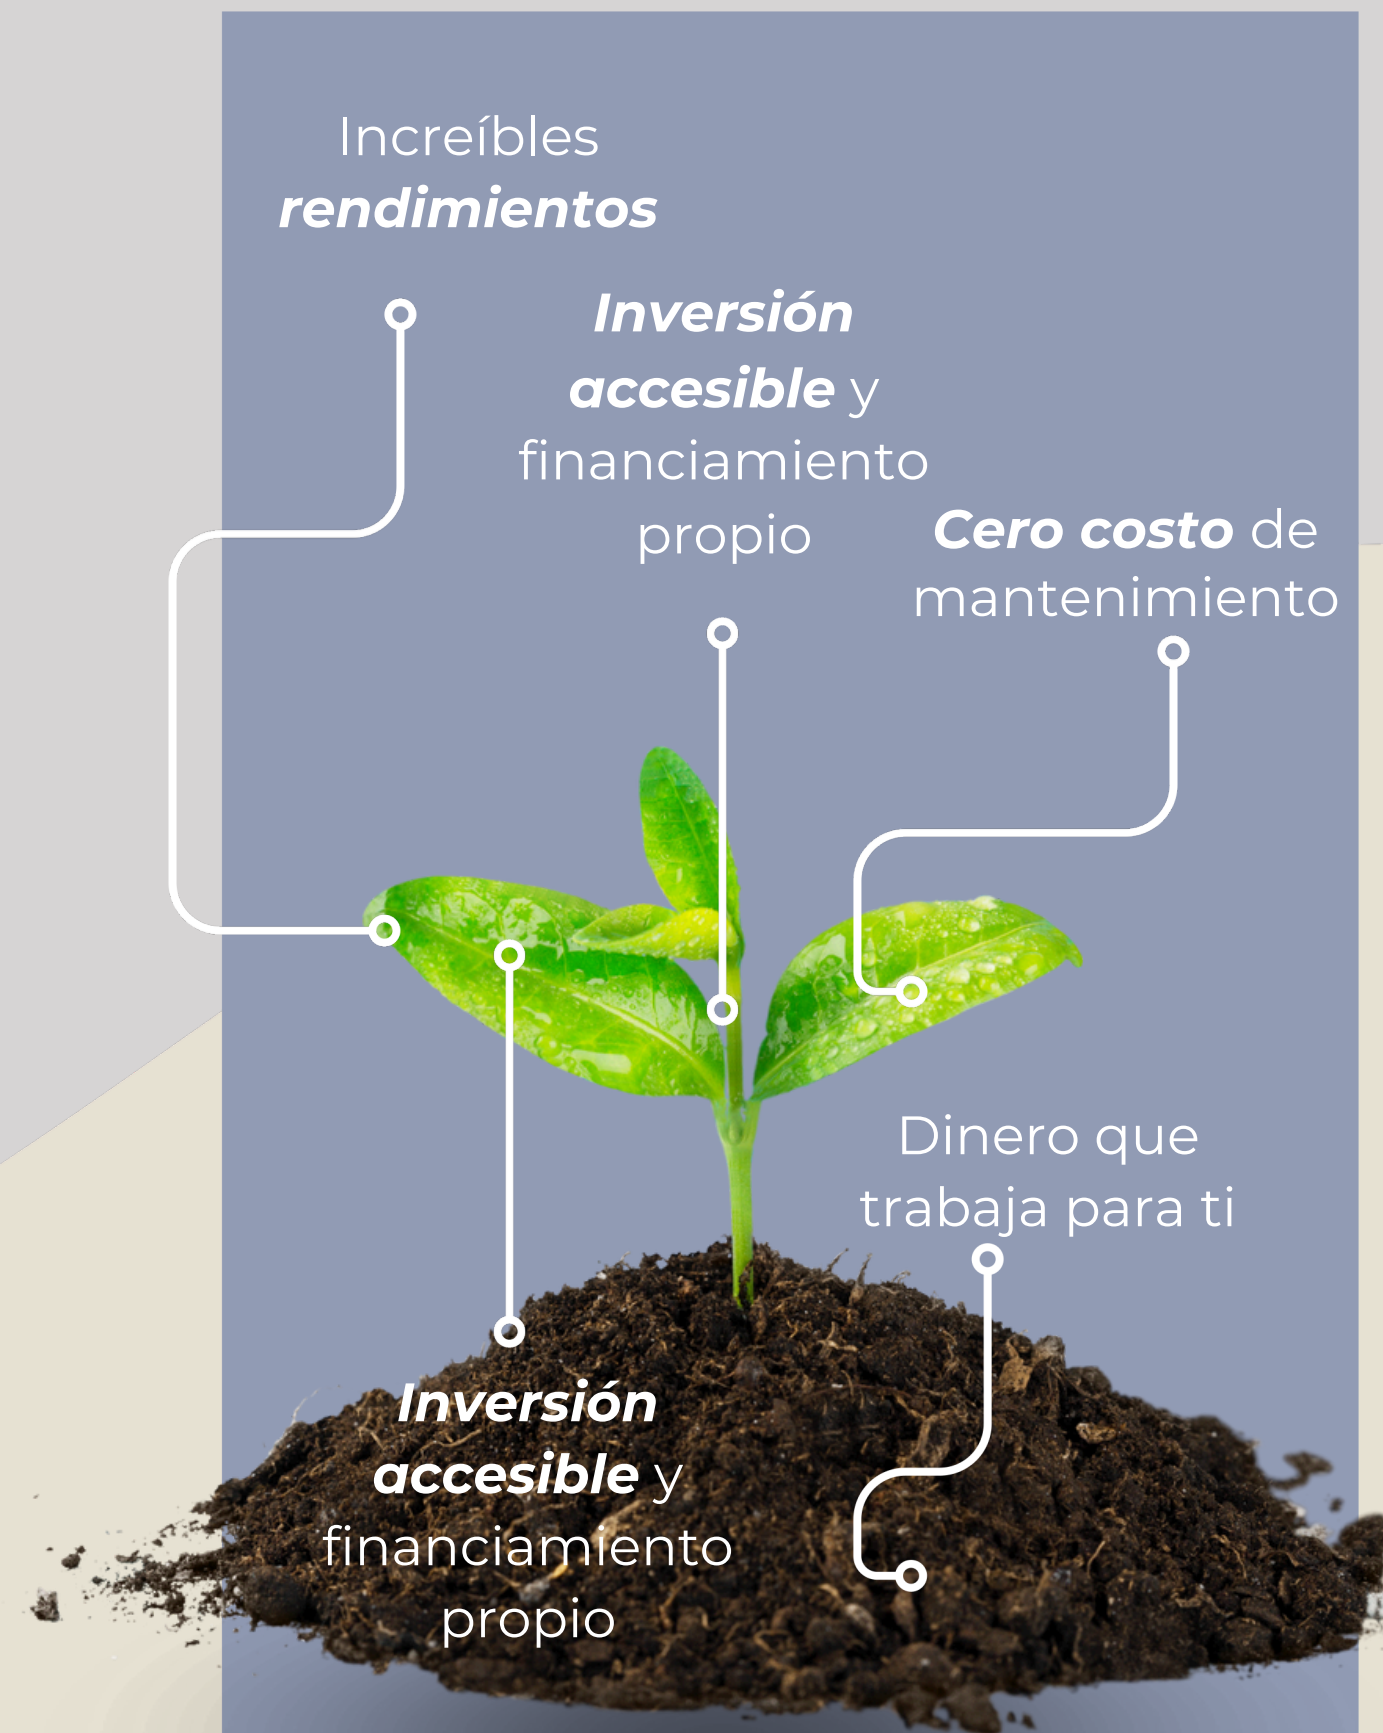 Increíbles
rendimientos
Inversión
accesible y
financiamiento
propio
Cero costo de
mantenimiento
Dinero que
trabaja para ti
Inversión
accesible y
financiamiento
propio